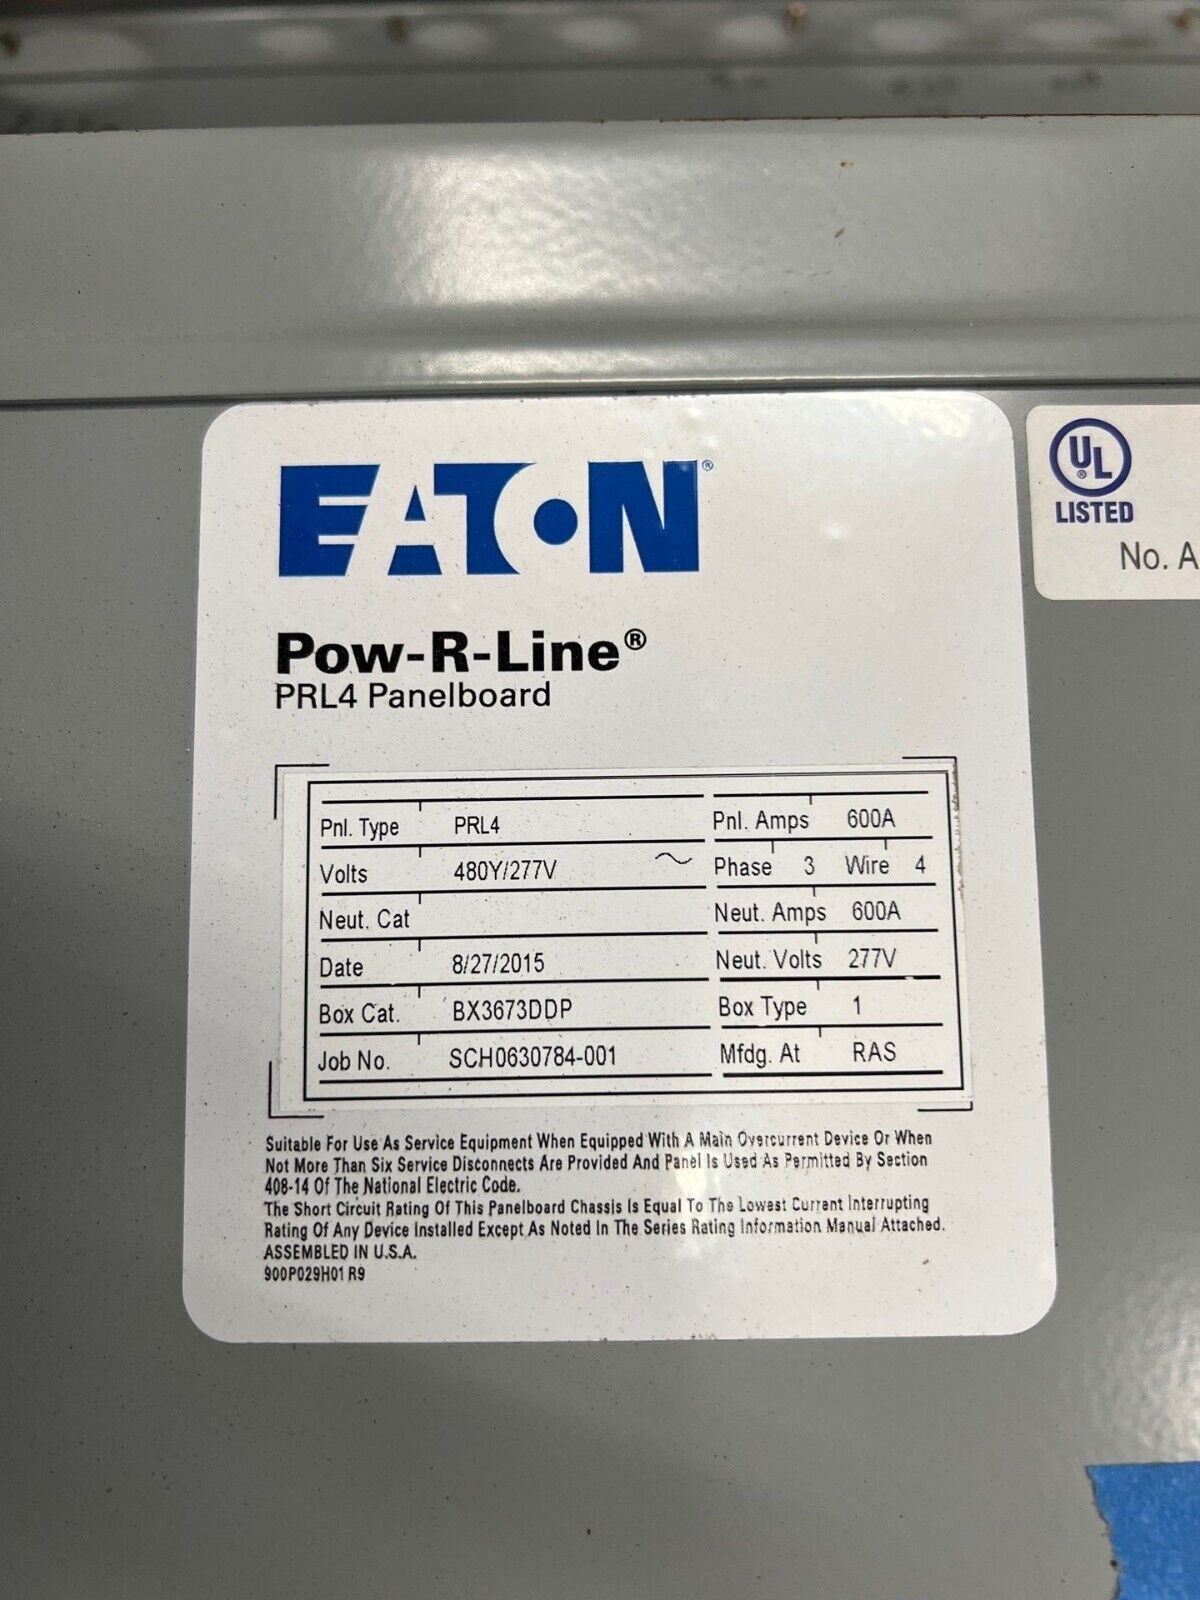 EATON®
UL®
LISTED
No. A
Pow-R-Line®
PRL4 Panelboard
Pnl. Type PRL4 Pnl. Amps 600A
Volts 480Y/277V ~ Phase 3 Wire 4
Neut. Cat Neut. Amps 600A
Date 8/27/2015 Neut. Volts 277V
Box Cat. BX3673DDP Box Type 1
Job No. SCH0630784-001 Mfdg. At RAS
Suitable For Use As Service Equipment When Equipped With A Main Overcurrent Device Or When
Not More Than Six Service Disconnects Are Provided And Panel Is Used As Permitted By Section
408-14 Of The National Electric Code.
The Short Circuit Rating Of This Panelboard Chassis Is Equal To The Lowest Current Interrupting
Rating Of Any Device Installed Except As Noted In The Series Rating Information Manual Attached.
ASSEMBLED IN U.S.A.
900P029H01 R9